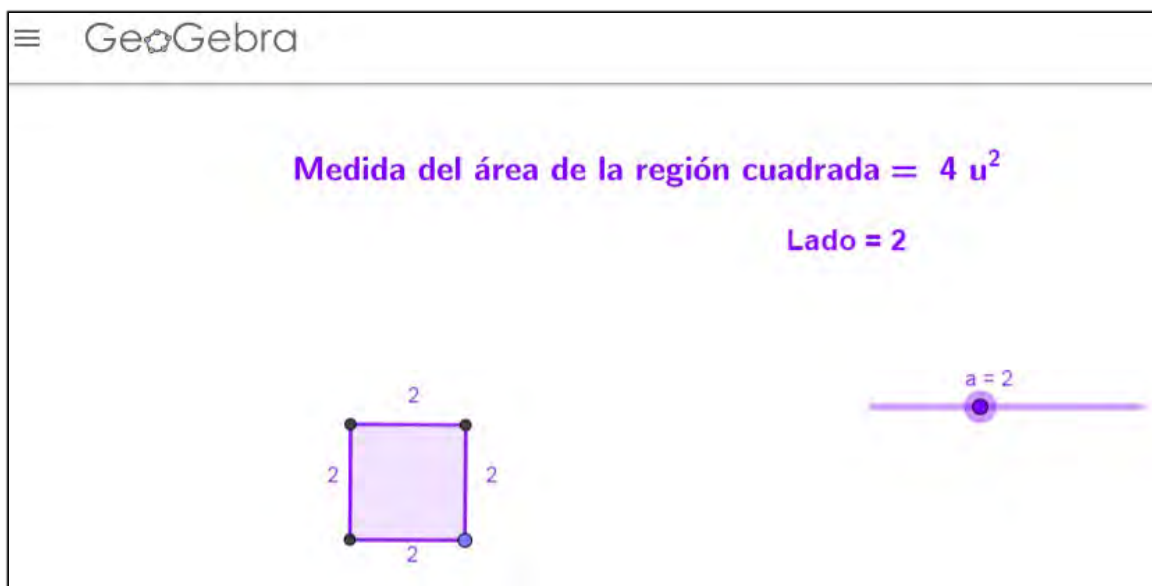 GeoGebra
Medida del área de la región cuadrada = 4 u²
Lado = 2
a = 2
2
2
2
2